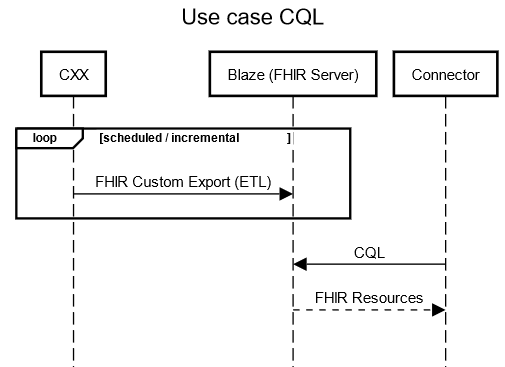 Use case CQL
CXX
Blaze (FHIR Server)
Connector
loop
[scheduled / incremental ]
FHIR Custom Export (ETL)
CQL
FHIR Resources